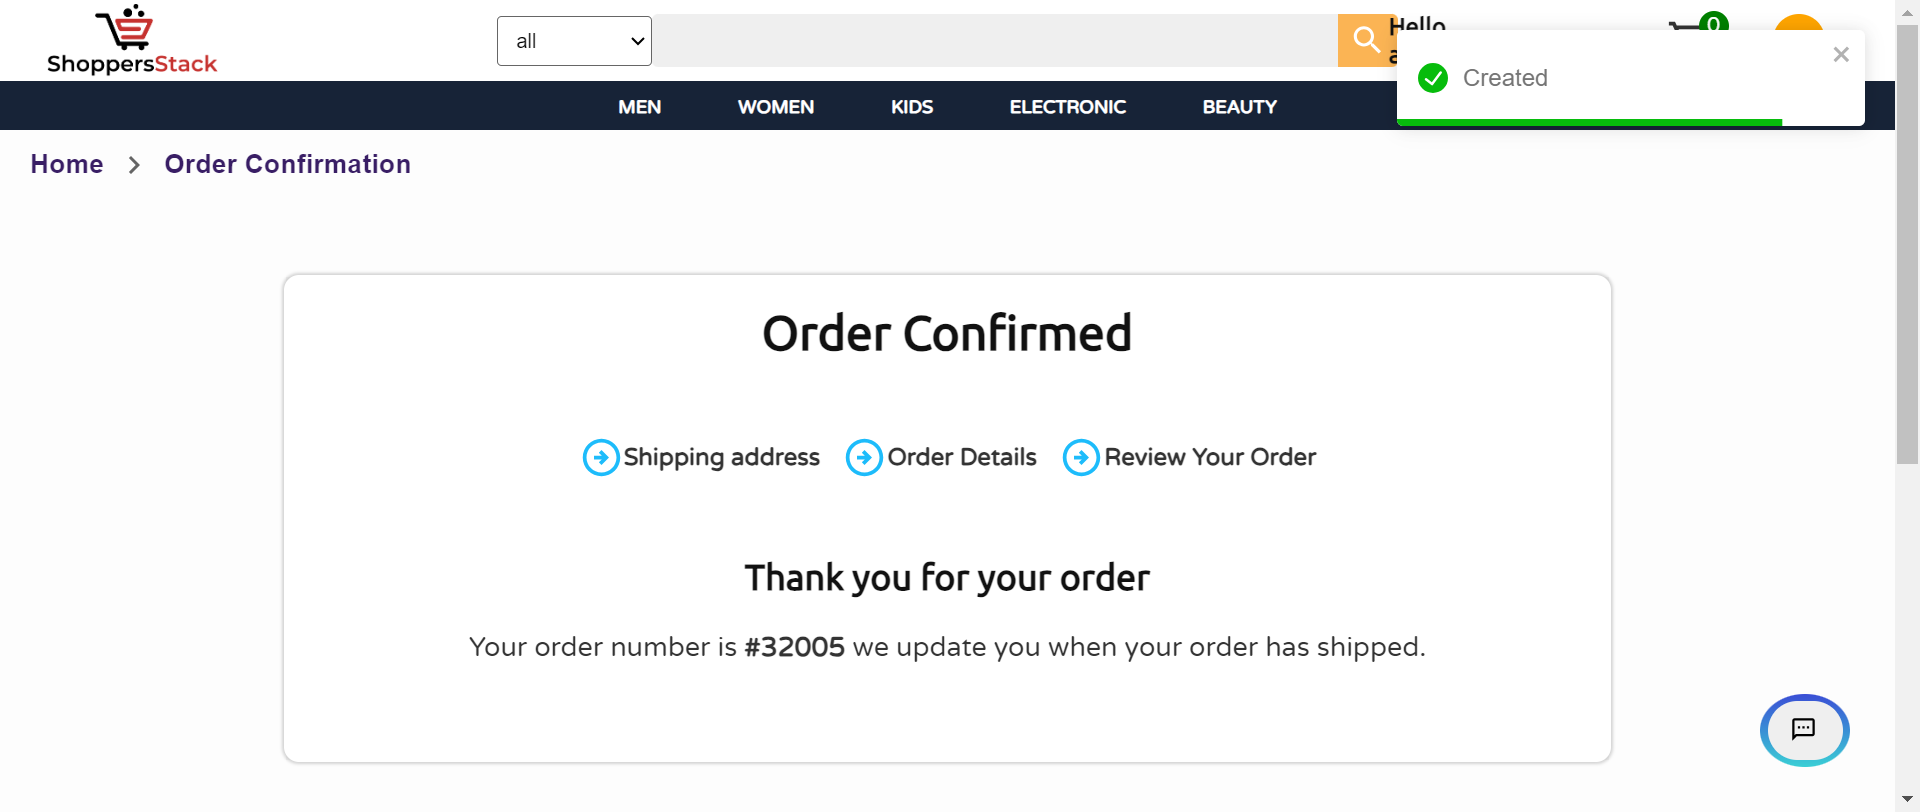 ShoppersStack
all
Hello
a
0
Created
MEN WOMEN KIDS ELECTRONIC BEAUTY
Home > Order Confirmation
Order Confirmed
Shipping address Order Details Review Your Order
Thank you for your order
Your order number is #32005 we update you when your order has shipped.